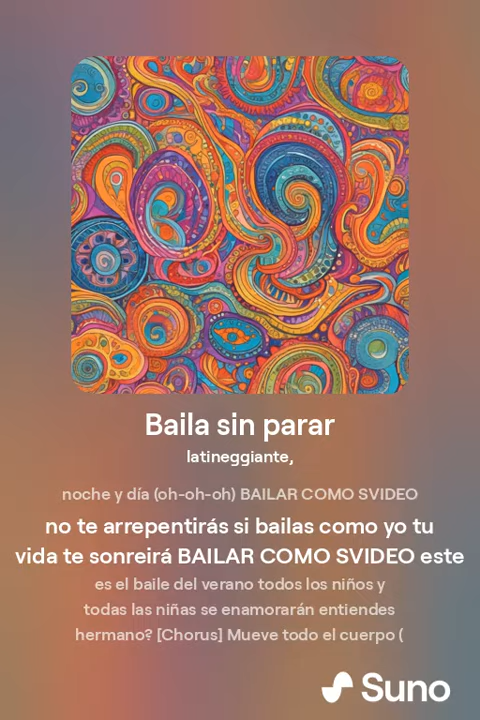 Baila sin parar
latineggiante,
noche y día (oh-oh-oh) BAILAR COMO SVIDEO
no te arrepentirás si bailas como yo tu
vida te sonreirá BAILAR COMO SVIDEO este
es el baile del verano todos los niños y
todas las niñas se enamorarán entiendes
hermano? [Chorus] Mueve todo el cuerpo (
Suno